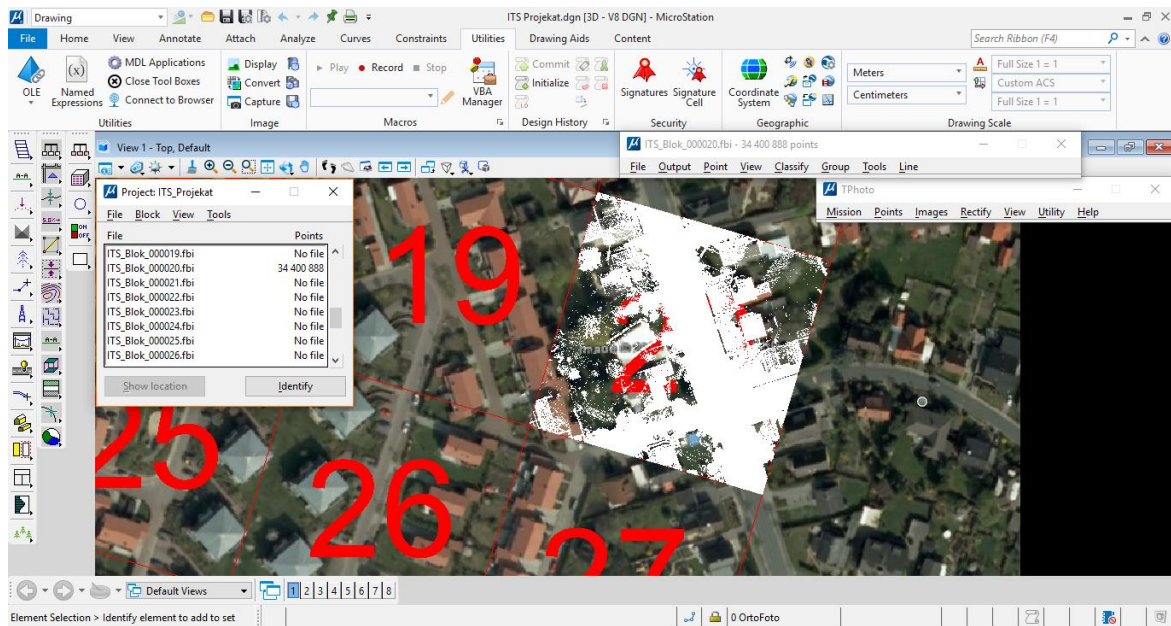 Drawing
ITS Projekat.dgn [3D - V8 DGN] - MicroStation
File Home View Annotate Attach Analyze Curves Constraints Utilities Drawing Aids Content
Search Ribbon (F4)
OLE
Named Expressions
MDL Applications
Close Tool Boxes
Connect to Browser
Utilities
Display
Convert
Capture
Image
Play Record Stop
VBA Manager
Macros
Commit
Initialize
Design History
Signatures
Signature Cell
Security
Coordinate System
Geographic
Meters
Centimeters
Full Size 1 = 1
Custom ACS
Full Size 1 = 1
Drawing Scale
View 1 - Top, Default
ITS_Blok_000020.fbi - 34 400 888 points
File Output Point View Classify Group Tools Line
TPhoto
Mission Points Images Rectify View Utility Help
Project: ITS_Projekat
File Block View Tools
File Points
ITS_Blok_000019.fbi No file
ITS_Blok_000020.fbi 34 400 888
ITS_Blok_000021.fbi No file
ITS_Blok_000022.fbi No file
ITS_Blok_000023.fbi No file
ITS_Blok_000024.fbi No file
ITS_Blok_000025.fbi No file
ITS_Blok_000026.fbi No file
Show location Identify
19
25
26
27
Default Views
1 2 3 4 5 6 7 8
Element Selection > Identify element to add to set
0 OrtoFoto